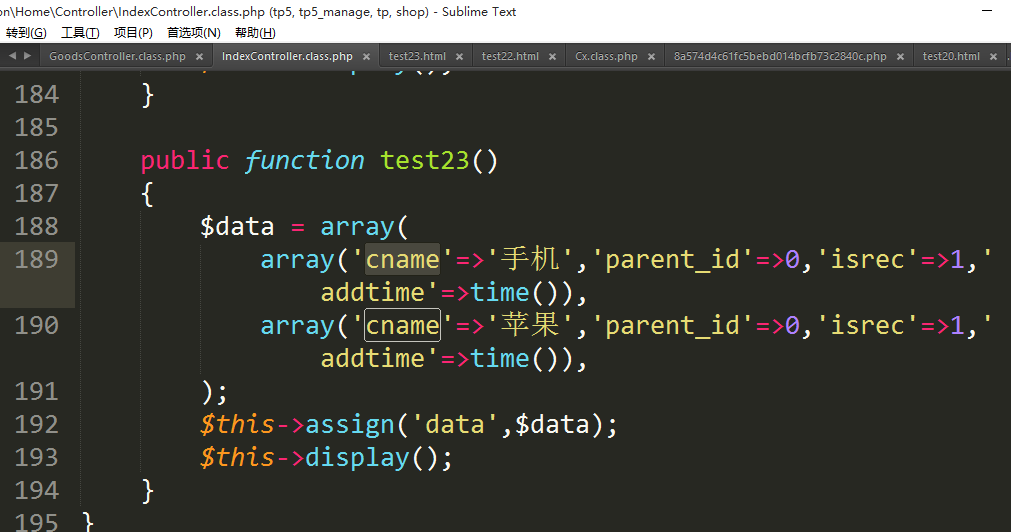 on\Home\Controller\IndexController.class.php (tp5, tp5_manage, tp, shop) - Sublime Text
转到(G) 工具(T) 项目(P) 首选项(N) 帮助(H)
GoodsController.class.php × IndexController.class.php × test23.html × test22.html × Cx.class.php × 8a574d4c61fc5bebd014bcfb73c2840c.php × test20.html ×
184 }
185
186 public function test23()
187 {
188 $data = array(
189 array('cname'=>'手机','parent_id'=>0,'isrec'=>1,'
addtime'=>time()),
190 array('cname'=>'苹果','parent_id'=>0,'isrec'=>1,'
addtime'=>time()),
191 );
192 $this->assign('data',$data);
193 $this->display();
194 }
195 }